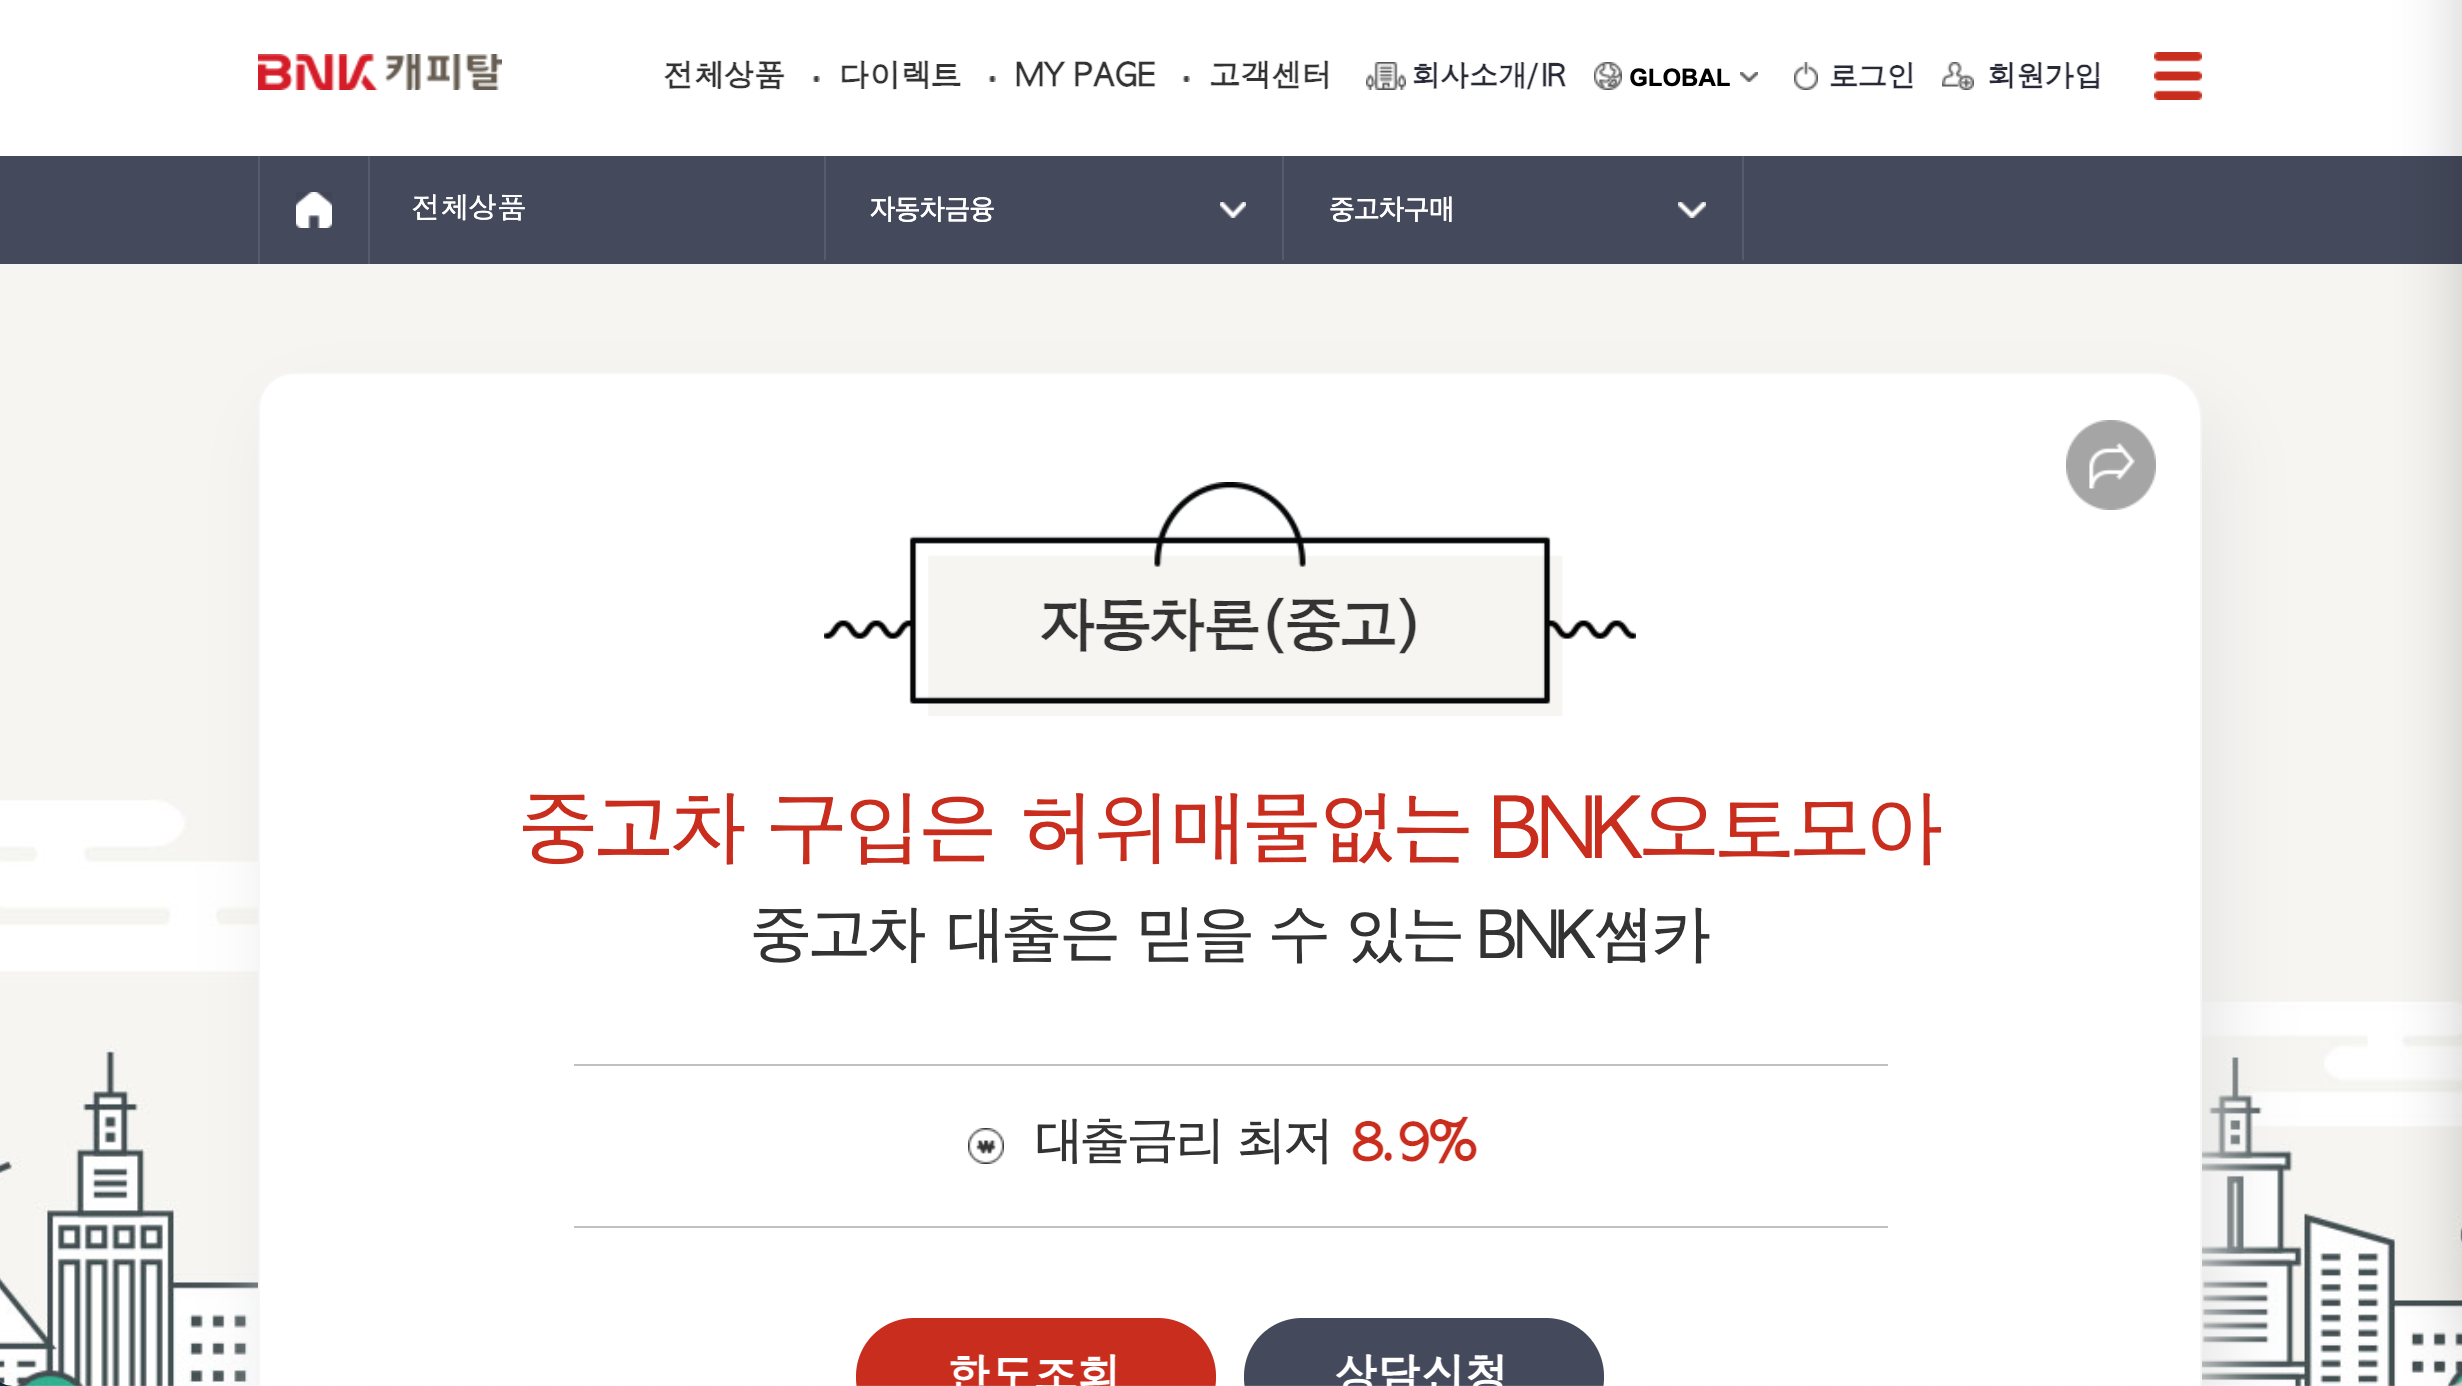 BNK 캐피탈
전체상품 · 다이렉트 · MY PAGE · 고객센터 회사소개/IR GLOBAL 로그인 회원가입
전체상품 자동차금융 중고차구매
자동차론(중고)
중고차 구입은 허위매물없는 BNK오토모아
중고차 대출은 믿을 수 있는 BNK썸카
₩ 대출금리 최저 8.9%
한도조회 상담신청